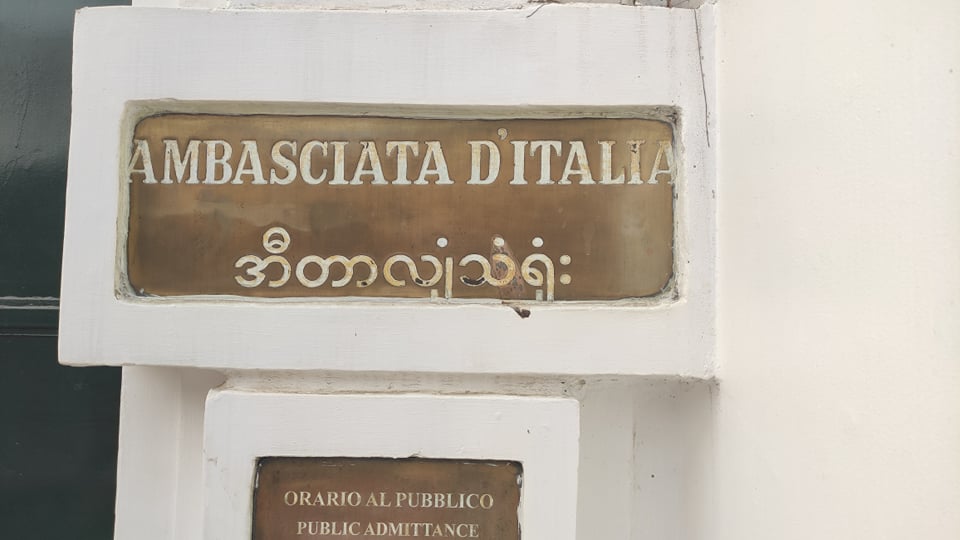 AMBASCIATA D'ITALIA
အီတာလျံသံရုံး
ORARIO AL PUBBLICO
PUBLIC ADMITTANCE